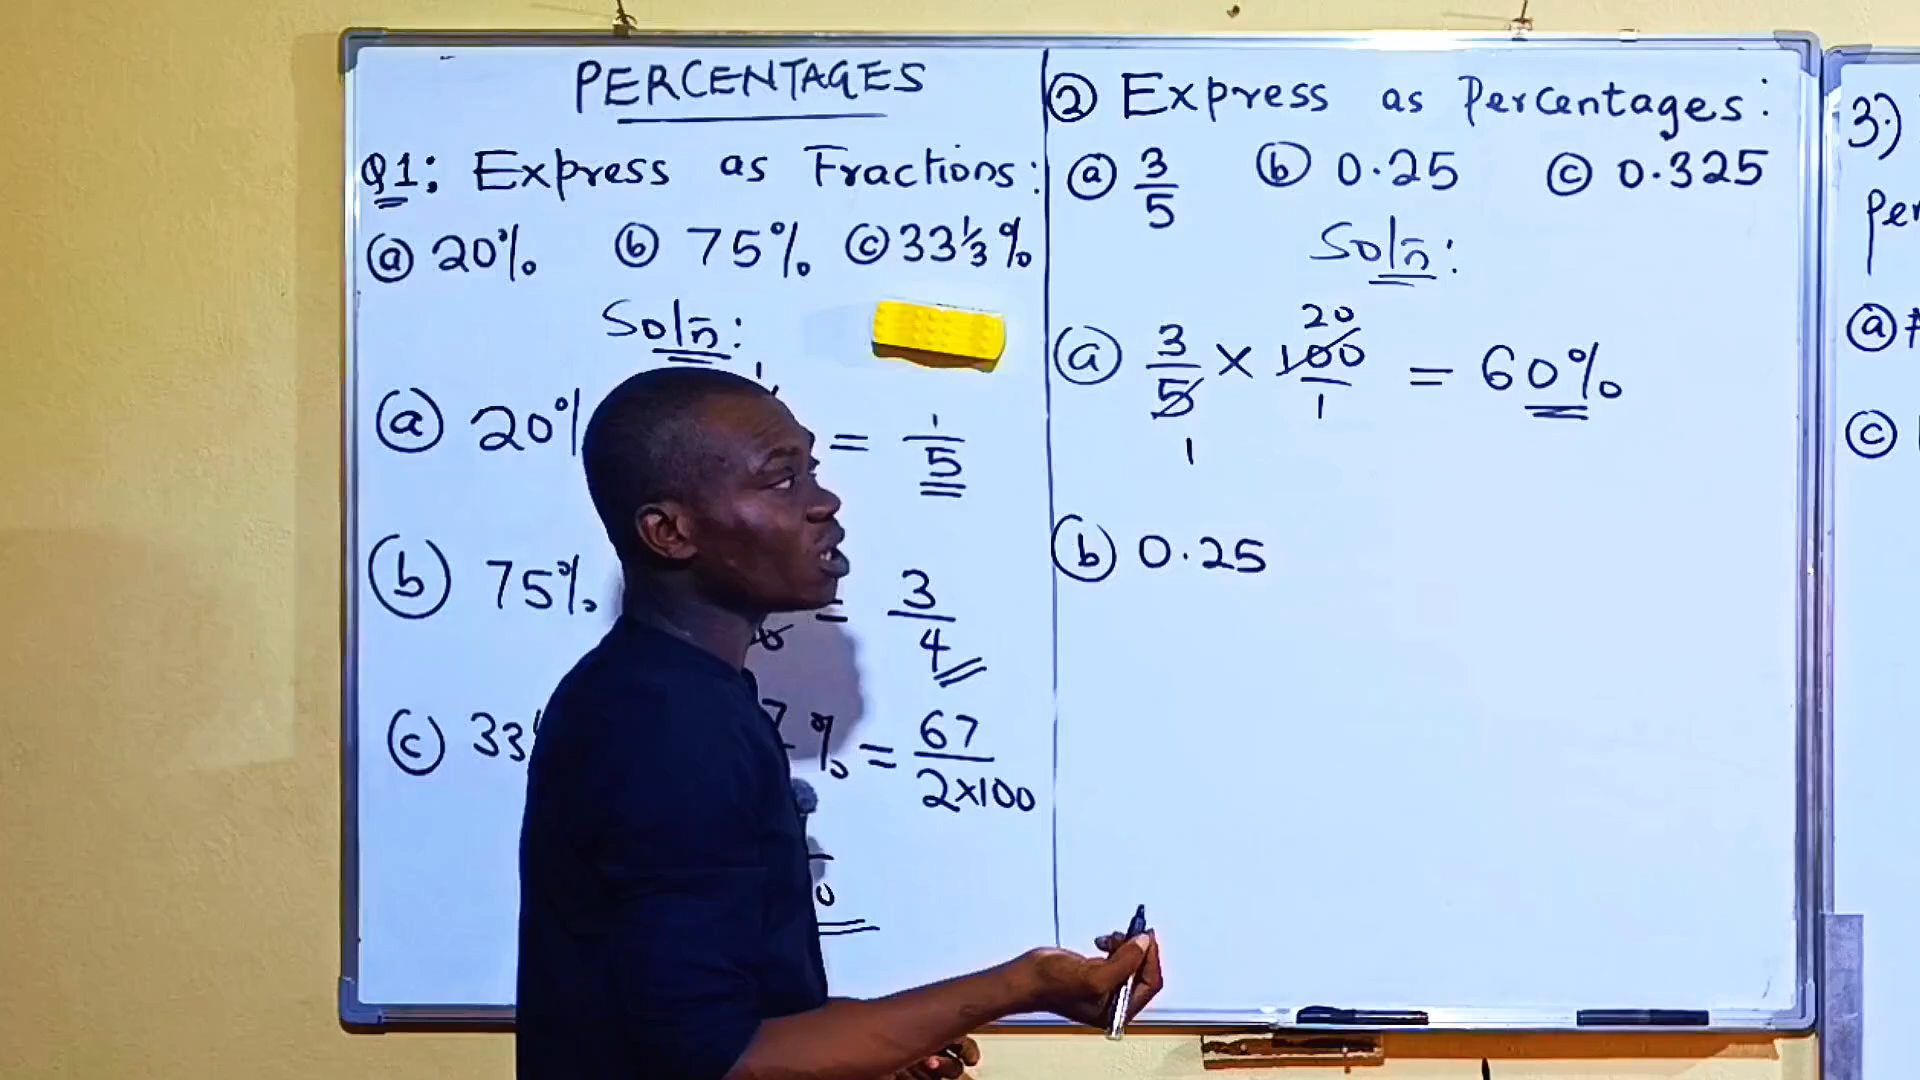 PERCENTAGES
Q1: Express as Fractions:
ⓐ 20% ⓑ 75% ⓒ 33⅓%
Soln̄:
ⓐ 20% = 1/5
ⓑ 75% = 3/4
ⓒ 33 % = 67/2×100
② Express as Percentages:
ⓐ 3/5 ⓑ 0.25 ⓒ 0.325
Soln̄:
20
ⓐ 3/5 × 100/1 = 60%
1
ⓑ 0.25
3.)
ⓐ
ⓒ